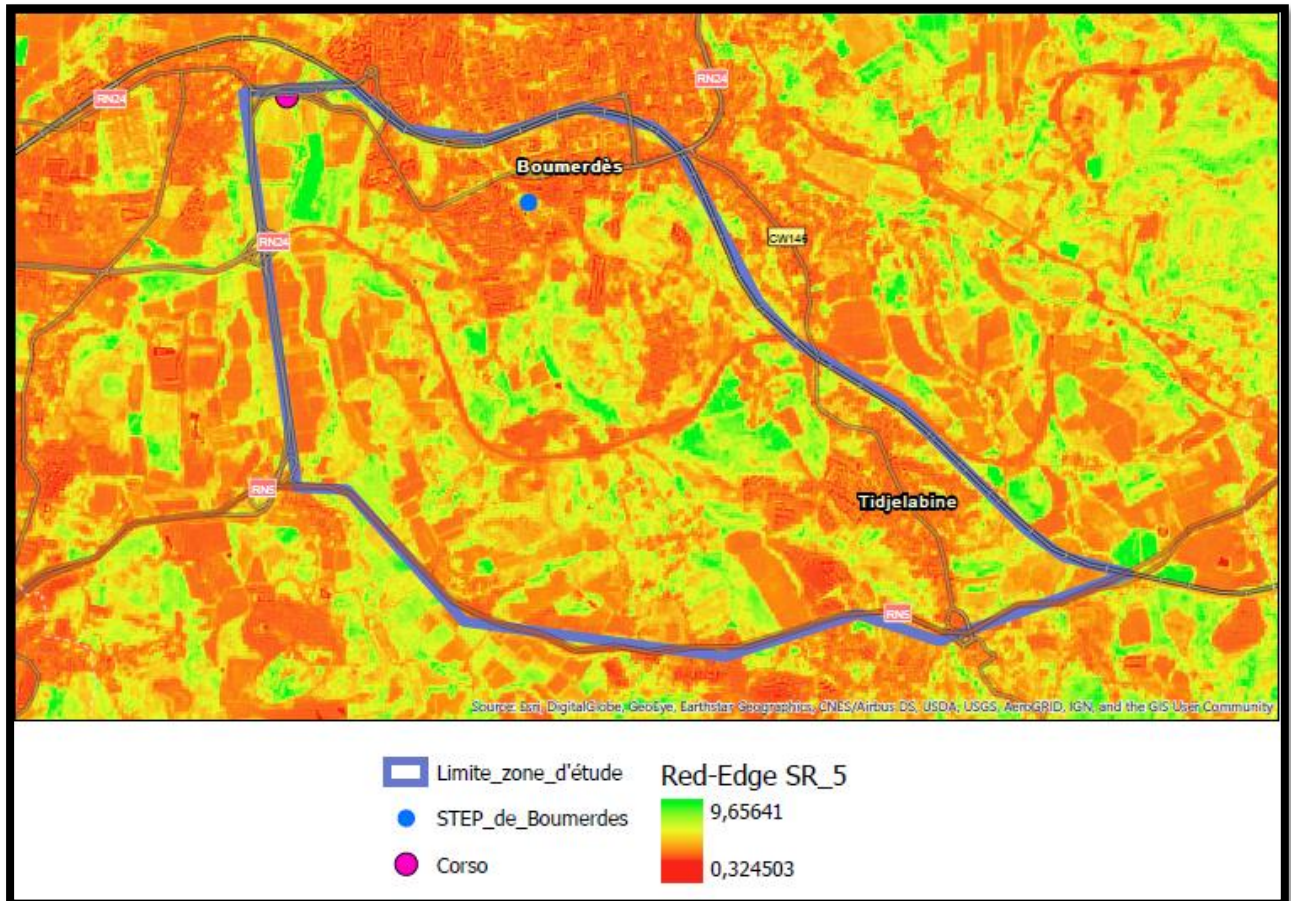 RN24
RN24
Boumerdès
CW146
RN24
RN5
Tidjelabine
RN5
Source: Esri, DigitalGlobe, GeoEye, Earthstar Geographics, CNES/Airbus DS, USDA, USGS, AeroGRID, IGN, and the GIS User Community
Limite_zone_d'étude
STEP_de_Boumerdes
Corso
Red-Edge SR_5
9,65641
0,324503